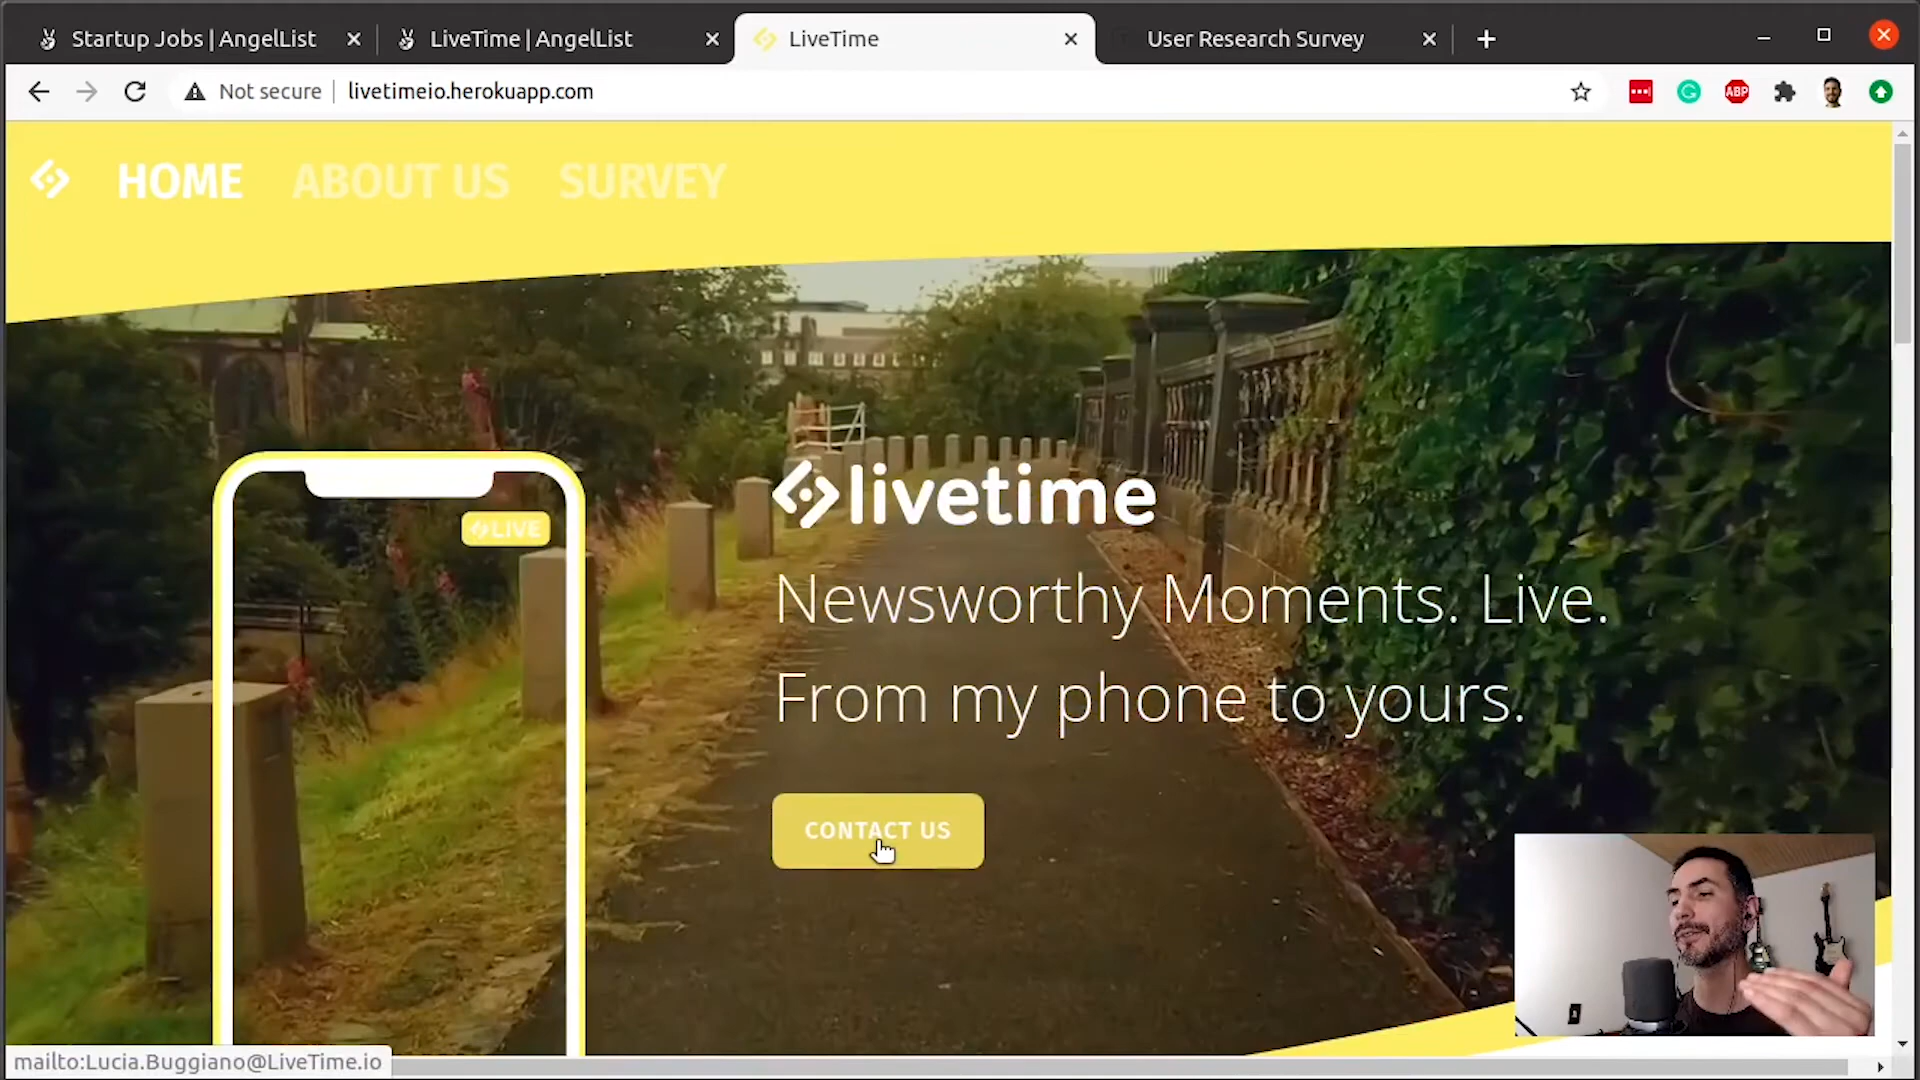 Startup Jobs | AngelList
LiveTime | AngelList
LiveTime
User Research Survey
Not secure
livetimeio.herokuapp.com
ABP
HOME
ABOUT US
SURVEY
LIVE
livetime
Newsworthy Moments. Live.
From my phone to yours.
CONTACT US
mailto:Lucia.Buggiano@LiveTime.io